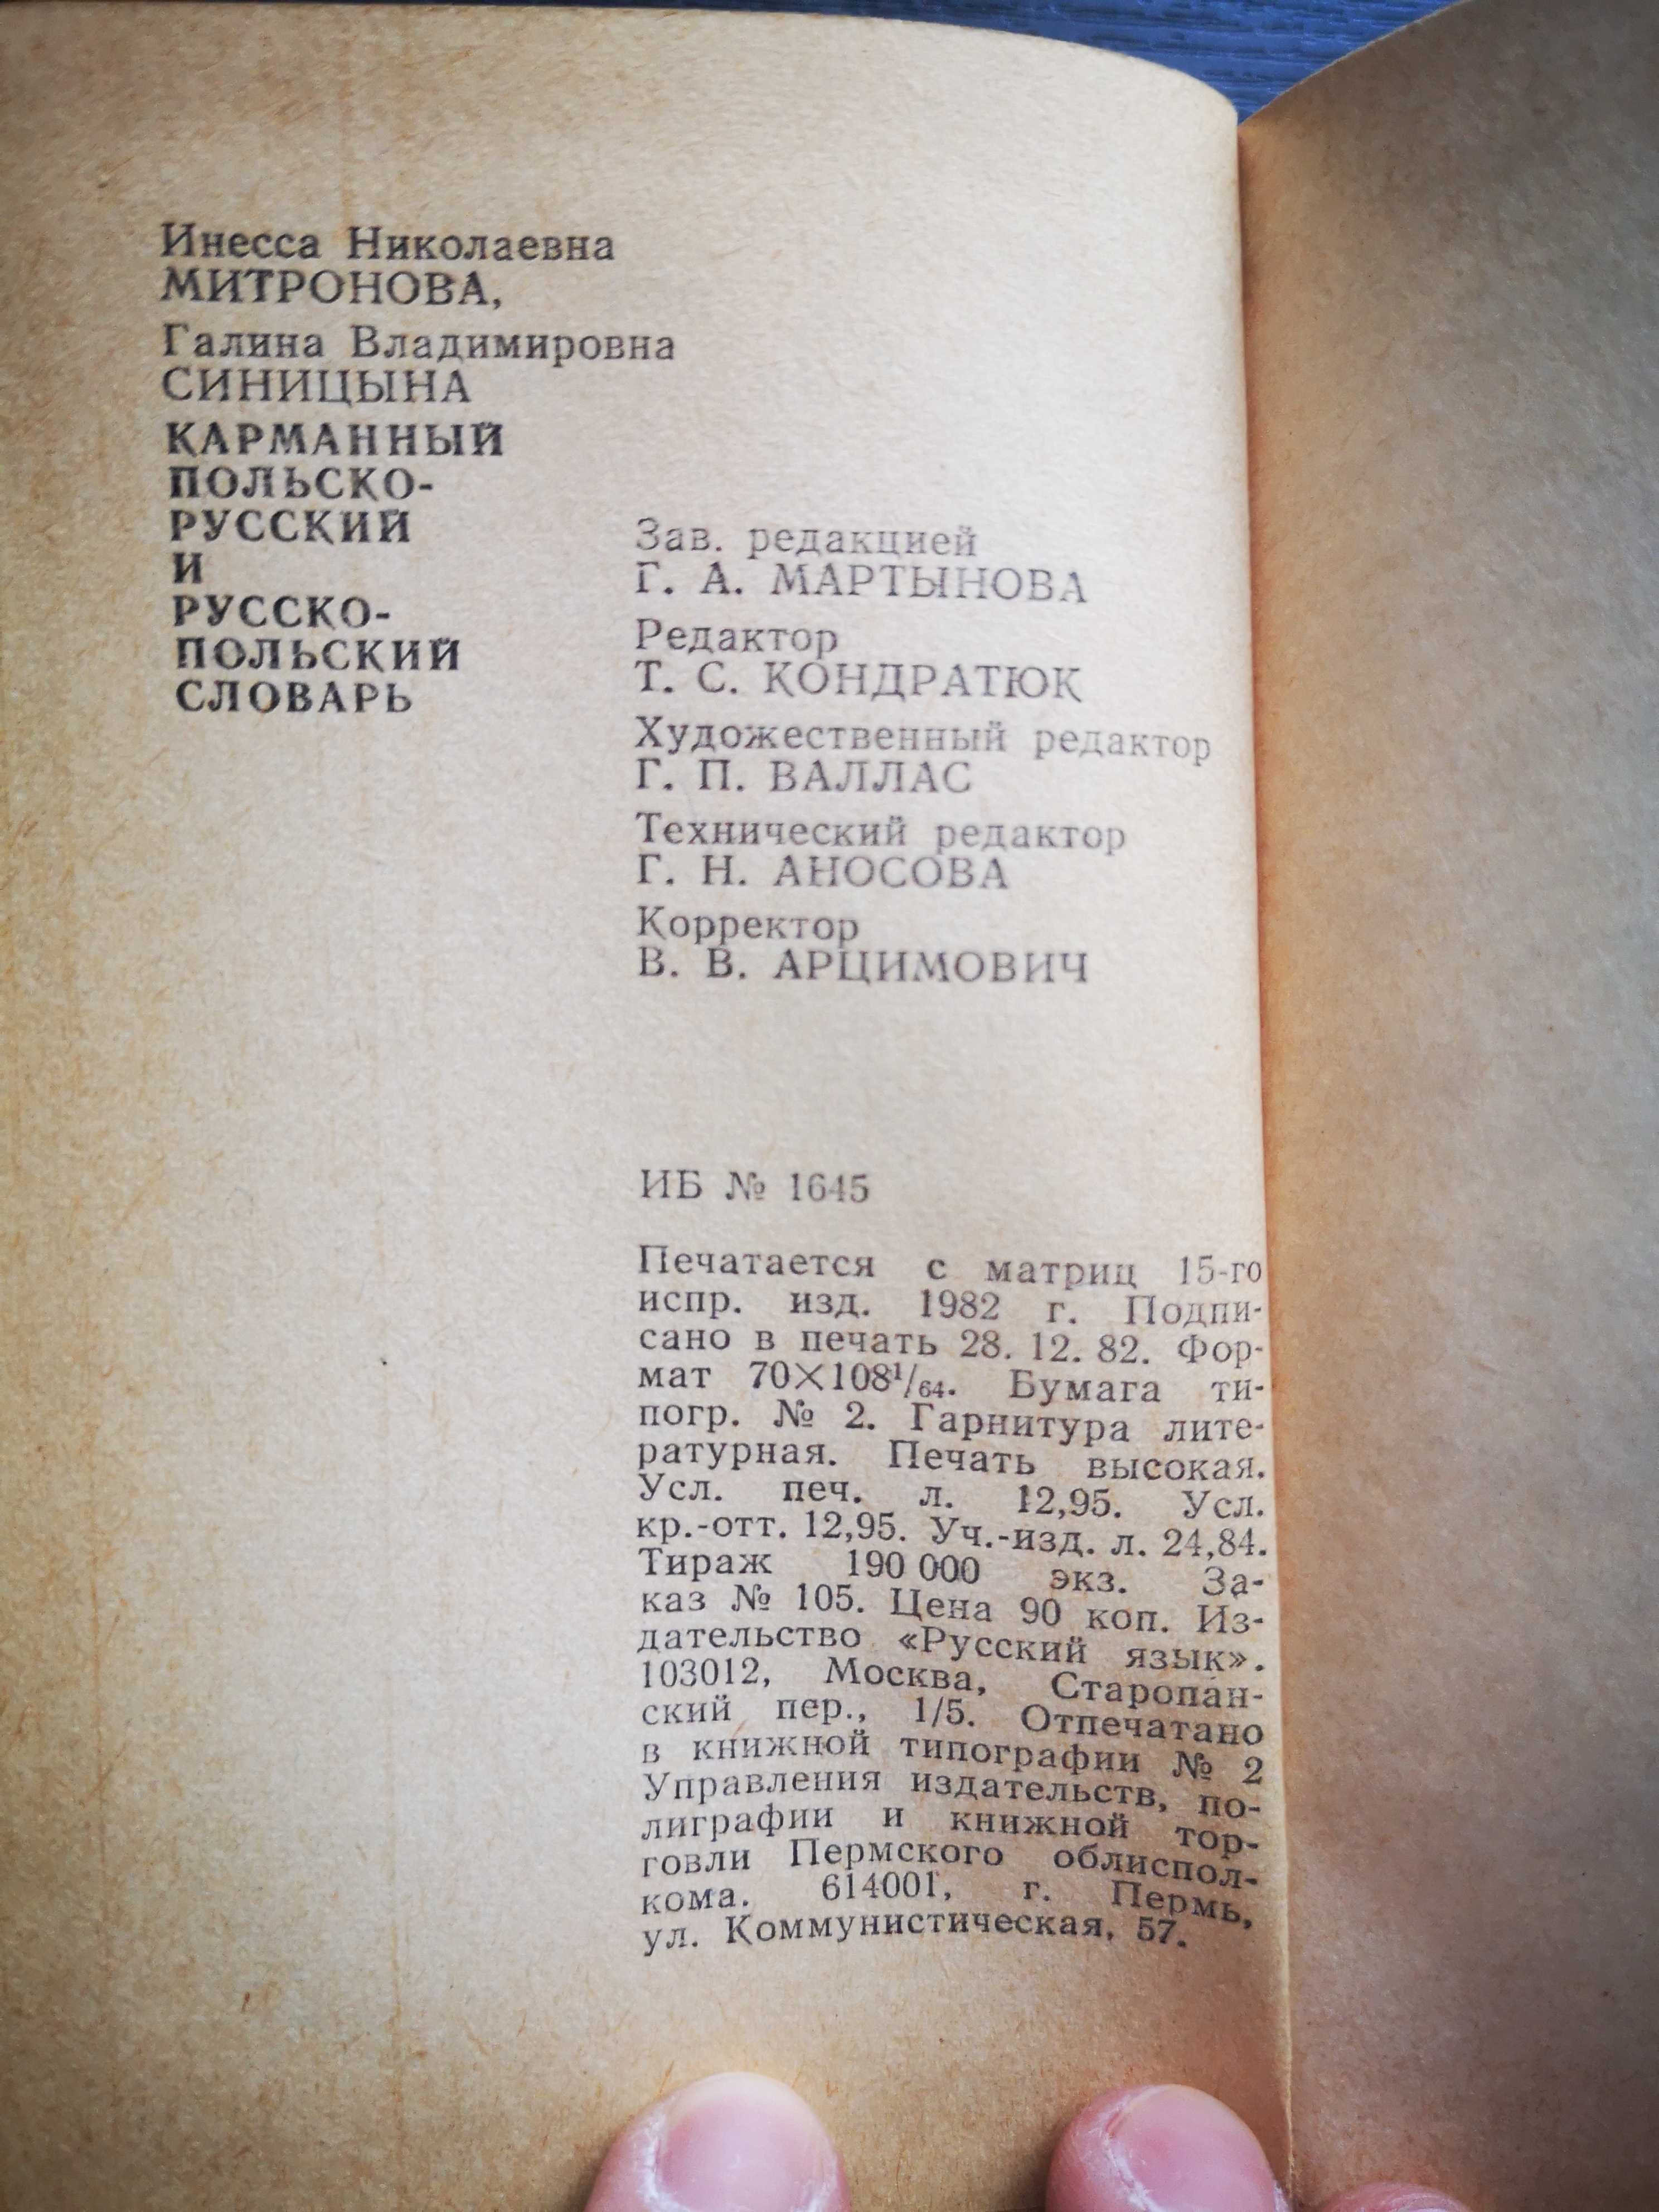 Инесса Николаевна
МИТРОНОВА,
Галина Владимировна
СИНИЦЫНА
КАРМАННЫЙ
ПОЛЬСКО-
РУССКИЙ
И
РУССКО-
ПОЛЬСКИЙ
СЛОВАРЬ
Зав. редакцией
Г. А. МАРТЫНОВА
Редактор
Т. С. КОНДРАТЮК
Художественный редактор
Г. П. ВАЛЛАС
Технический редактор
Г. Н. АНОСОВА
Корректор
В. В. АРЦИМОВИЧ
ИБ № 1645
Печатается с матриц 15-го
испр. изд. 1982 г. Подпи-
сано в печать 28. 12. 82. Фор-
мат 70×108¹/₆₄. Бумага ти-
погр. № 2. Гарнитура лите-
ратурная. Печать высокая.
Усл. печ. л. 12,95. Усл.
кр.-отт. 12,95. Уч.-изд. л. 24,84.
Тираж 190 000 экз. За-
каз № 105. Цена 90 коп. Из-
дательство «Русский язык».
103012, Москва, Старопан-
ский пер., 1/5. Отпечатано
в книжной типографии № 2
Управления издательств, по-
лиграфии и книжной тор-
говли Пермского облиспол-
кома. 614001, г. Пермь,
ул. Коммунистическая, 57.